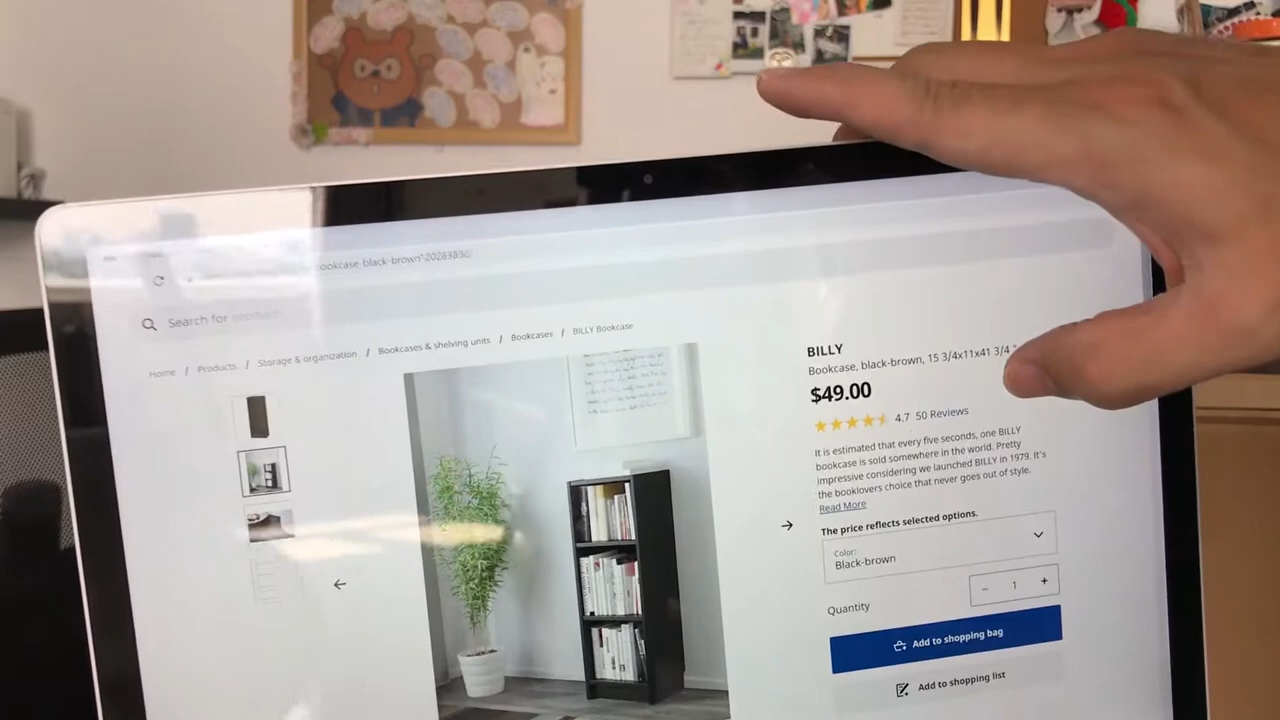 ookcase-black-brown
Search for products
Home / Products / Storage & organization / Bookcases & shelving units / Bookcases / BILLY Bookcase
BILLY
Bookcase, black-brown, 15 3/4x11x41 3/4 "
$49.00
4.7 50 Reviews
It is estimated that every five seconds, one BILLY
bookcase is sold somewhere in the world. Pretty
impressive considering we launched BILLY in 1979. It's
the booklovers choice that never goes out of style.
Read More
The price reflects selected options.
Color:
Black-brown
Quantity
- 1 +
Add to shopping bag
Add to shopping list